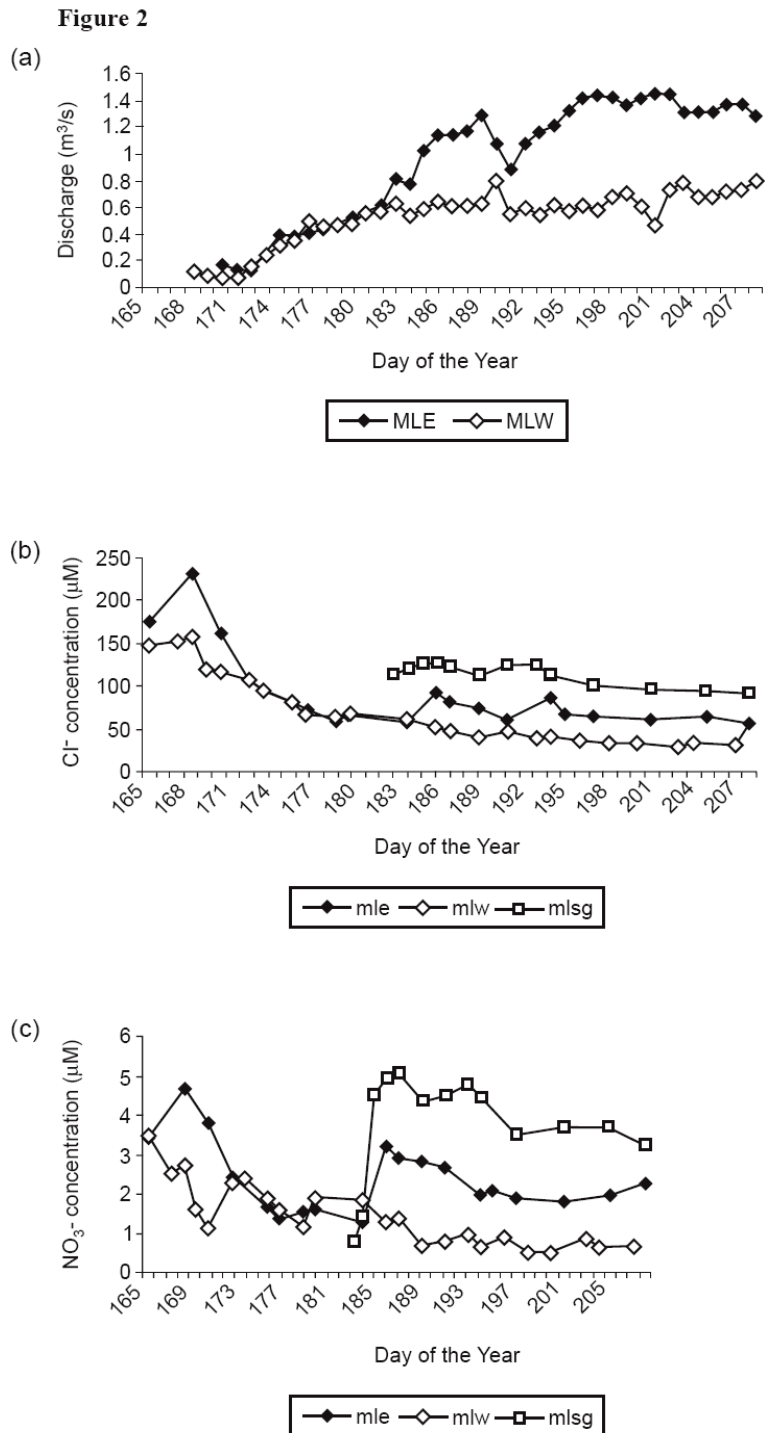 Figure 2
(a)
Discharge (m³/s)
1.6
1.4
1.2
1
0.8
0.6
0.4
0.2
0
165 168 171 174 177 180 183 186 189 192 195 198 201 204 207
Day of the Year
MLE MLW
(b)
Cl- concentration (µM)
250
200
150
100
50
0
165 168 171 174 177 180 183 186 189 192 195 198 201 204 207
Day of the Year
mle mlw mlsg
(c)
NO₃- concentration (µM)
6
5
4
3
2
1
0
165 169 173 177 181 185 189 193 197 201 205
Day of the Year
mle mlw mlsg